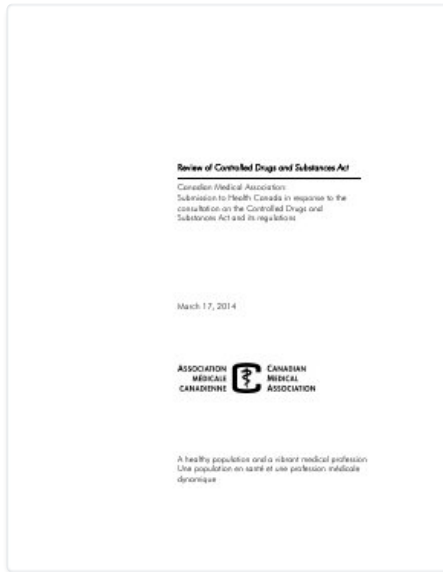 Review of Controlled Drugs and Substances Act
Canadian Medical Association:
Submission to Health Canada in response to the
consultation on the Controlled Drugs and
Substances Act and its regulations
March 17, 2014
ASSOCIATION
MÉDICALE
CANADIENNE
CANADIAN
MEDICAL
ASSOCIATION
A healthy population and a vibrant medical profession
Une population en santé et une profession médicale
dynamique